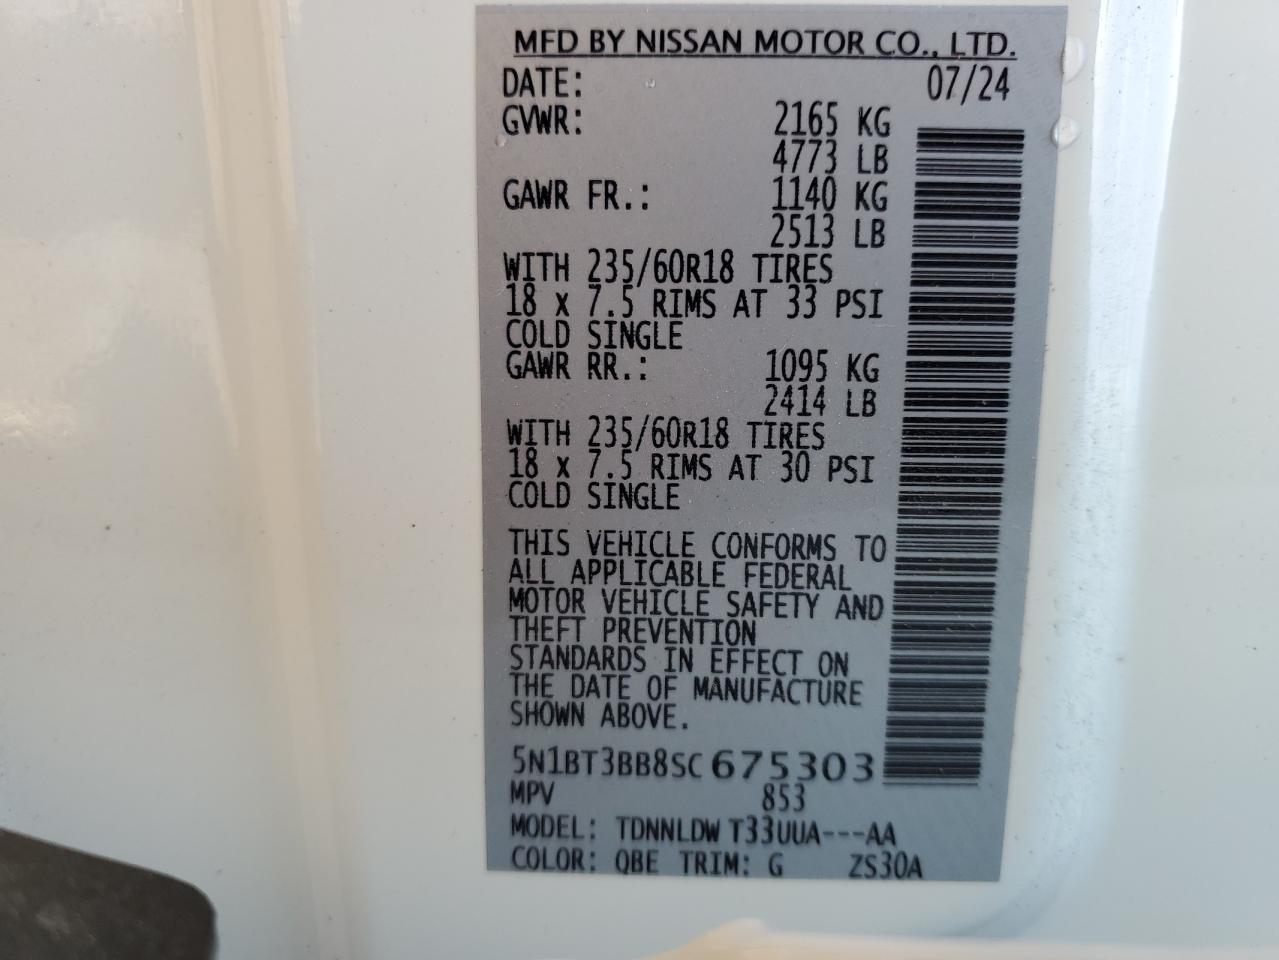 MFD BY NISSAN MOTOR CO., LTD.
DATE: 07/24
GVWR: 2165 KG
4773 LB
GAWR FR.: 1140 KG
2513 LB
WITH 235/60R18 TIRES
18 x 7.5 RIMS AT 33 PSI
COLD SINGLE
GAWR RR.: 1095 KG
2414 LB
WITH 235/60R18 TIRES
18 x 7.5 RIMS AT 30 PSI
COLD SINGLE
THIS VEHICLE CONFORMS TO
ALL APPLICABLE FEDERAL
MOTOR VEHICLE SAFETY AND
THEFT PREVENTION
STANDARDS IN EFFECT ON
THE DATE OF MANUFACTURE
SHOWN ABOVE.
5N1BT3BB8SC675303
MPV 853
MODEL: TDNNLDW T33UUA---AA
COLOR: QBE TRIM: G ZS30A